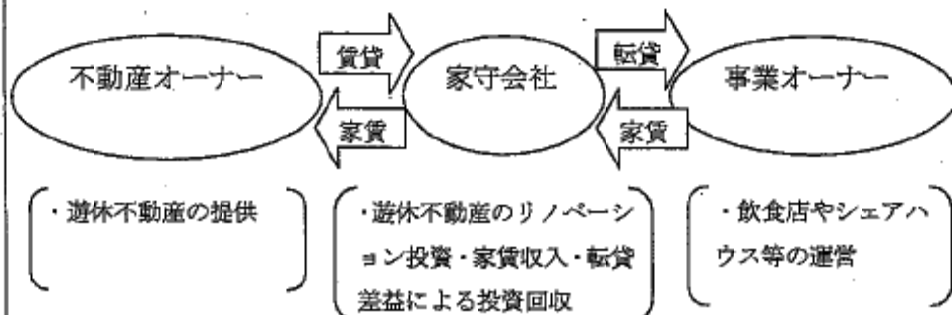 不動産オーナー
賃貸
家賃
家守会社
転貸
家賃
事業オーナー
・遊休不動産の提供
・遊休不動産のリノベーシ
ョン投資・家賃収入・転貸
差益による投資回収
・飲食店やシェアハ
ウス等の運営